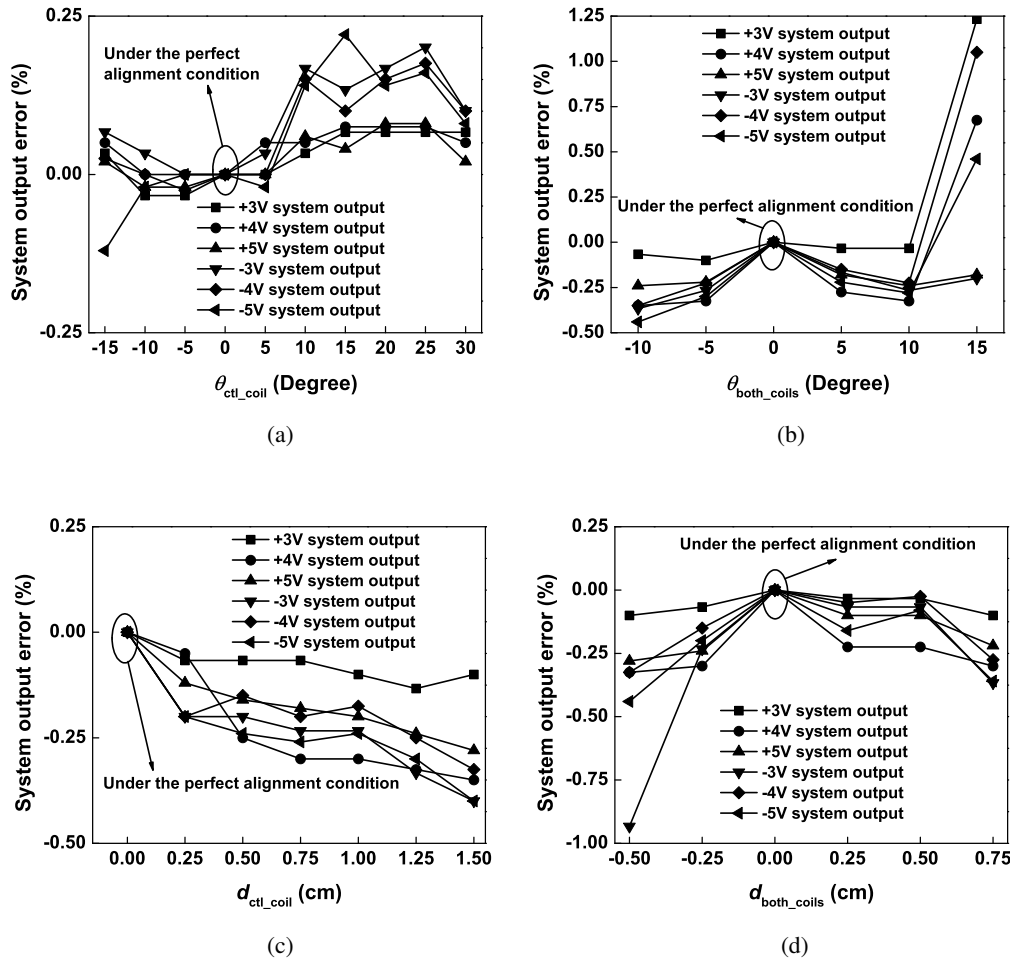 System output error (%)
0.25
0.00
-0.25
Under the perfect
alignment condition
+3V system output
+4V system output
+5V system output
-3V system output
-4V system output
-5V system output
-15 -10 -5 0 5 10 15 20 25 30
θctl_coil (Degree)
(a)
System output error (%)
1.25
1.00
0.75
0.50
0.25
0.00
-0.25
-0.50
+3V system output
+4V system output
+5V system output
-3V system output
-4V system output
-5V system output
Under the perfect alignment condition
-10 -5 0 5 10 15
θboth_coils (Degree)
(b)
System output error (%)
0.25
0.00
-0.25
-0.50
+3V system output
+4V system output
+5V system output
-3V system output
-4V system output
-5V system output
Under the perfect alignment condition
0.00 0.25 0.50 0.75 1.00 1.25 1.50
dctl_coil (cm)
(c)
System output error (%)
0.25
0.00
-0.25
-0.50
-0.75
-1.00
Under the perfect alignment condition
+3V system output
+4V system output
+5V system output
-3V system output
-4V system output
-5V system output
-0.50 -0.25 0.00 0.25 0.50 0.75
dboth_coils (cm)
(d)